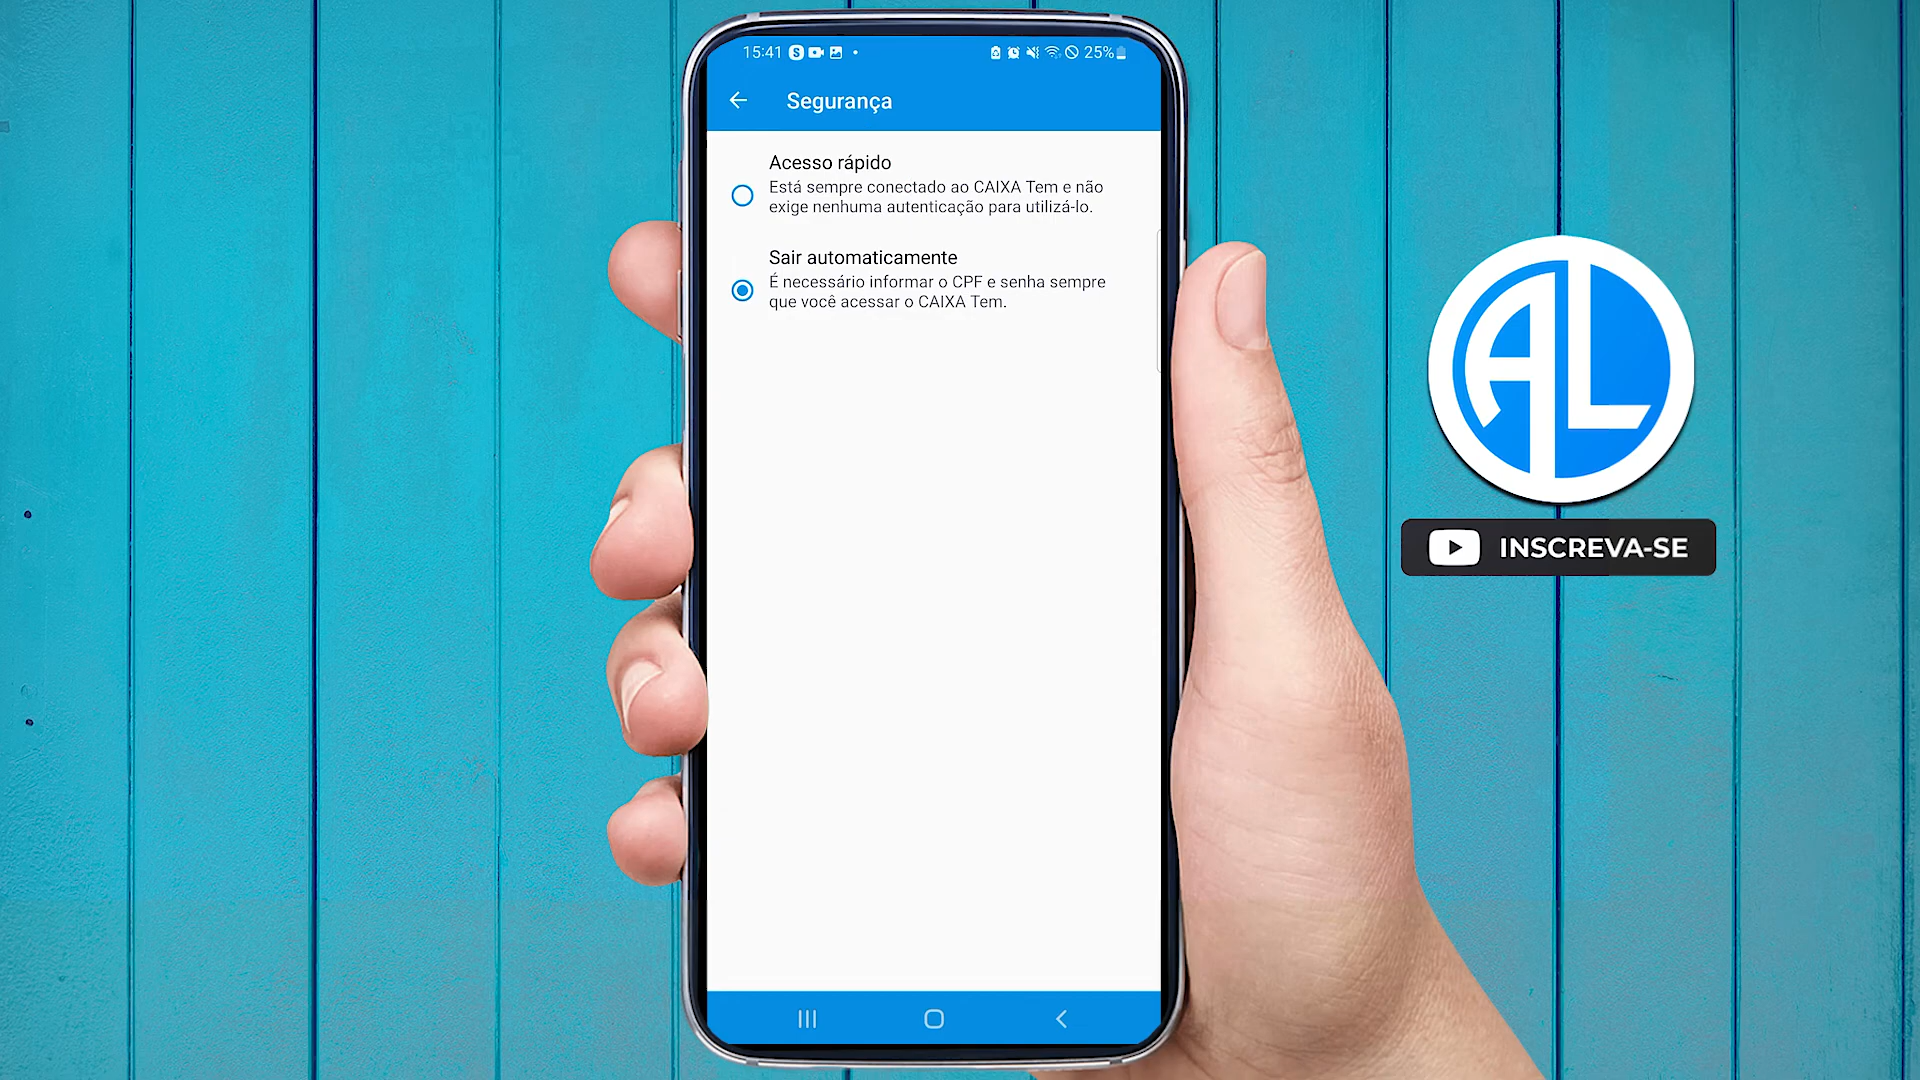 15:41
25%
Segurança
Acesso rápido
Está sempre conectado ao CAIXA Tem e não
exige nenhuma autenticação para utilizá-lo.
Sair automaticamente
É necessário informar o CPF e senha sempre
que você acessar o CAIXA Tem.
AL
INSCREVA-SE